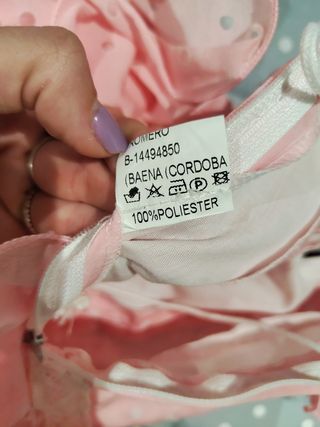 ROMERO
B-14494850
(BAENA (CORDOBA
P
100%POLIESTER